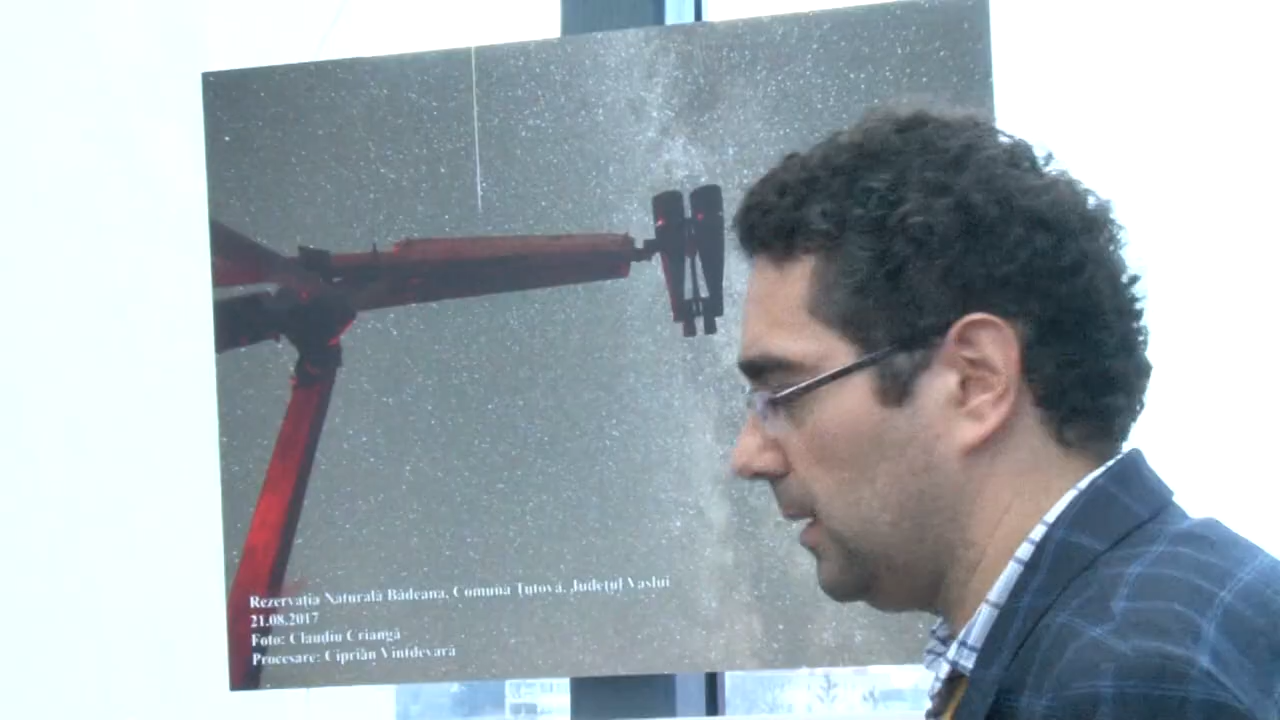 Rezervația Naturală Bădeana, Comuna Tutova, Județul Vaslui
21.08.2017
Foto: Claudiu Criangă
Procesare: Ciprian Vintdevară